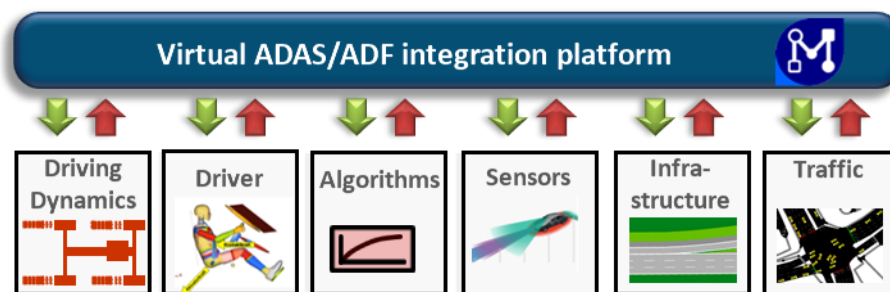 Virtual ADAS/ADF integration platform
Driving
Dynamics
Driver
Algorithms
Sensors
Infra-
structure
Traffic